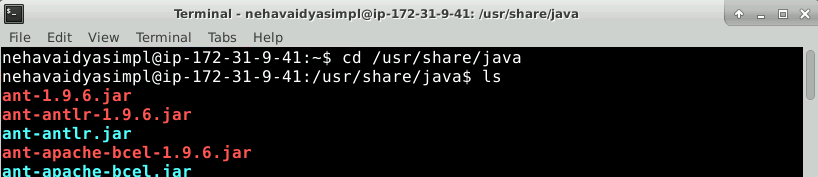 Terminal - nehavaidyasimpl@ip-172-31-9-41: /usr/share/java
File Edit View Terminal Tabs Help
nehavaidyasimpl@ip-172-31-9-41:~$ cd /usr/share/java
nehavaidyasimpl@ip-172-31-9-41:/usr/share/java$ ls
ant-1.9.6.jar
ant-antlr-1.9.6.jar
ant-antlr.jar
ant-apache-bcel-1.9.6.jar
ant-apache-bcel.jar